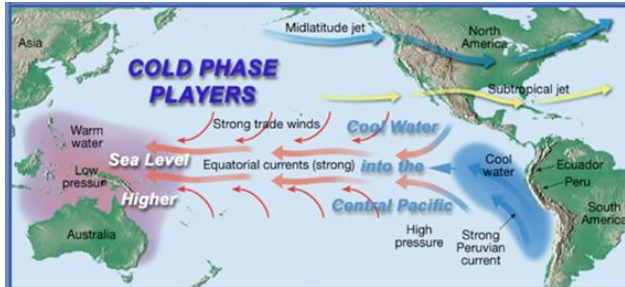 Asia
Midlatitude jet
North
America
COLD PHASE
PLAYERS
Subtropical jet
Warm
water
Strong trade winds
Cool Water
Sea Level
Low
pressure
Equatorial currents (strong)
into the
Cool
water
Ecuador
Peru
Higher
Central Pacific
South
America
Australia
High
pressure
Strong
Peruvian
current